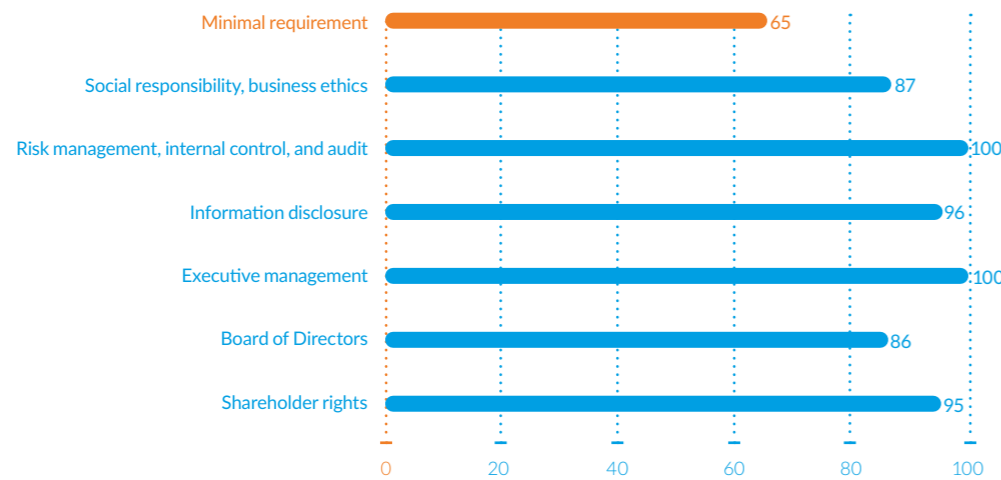 Minimal requirement 65
Social responsibility, business ethics 87
Risk management, internal control, and audit 100
Information disclosure 96
Executive management 100
Board of Directors 86
Shareholder rights 95
0 20 40 60 80 100